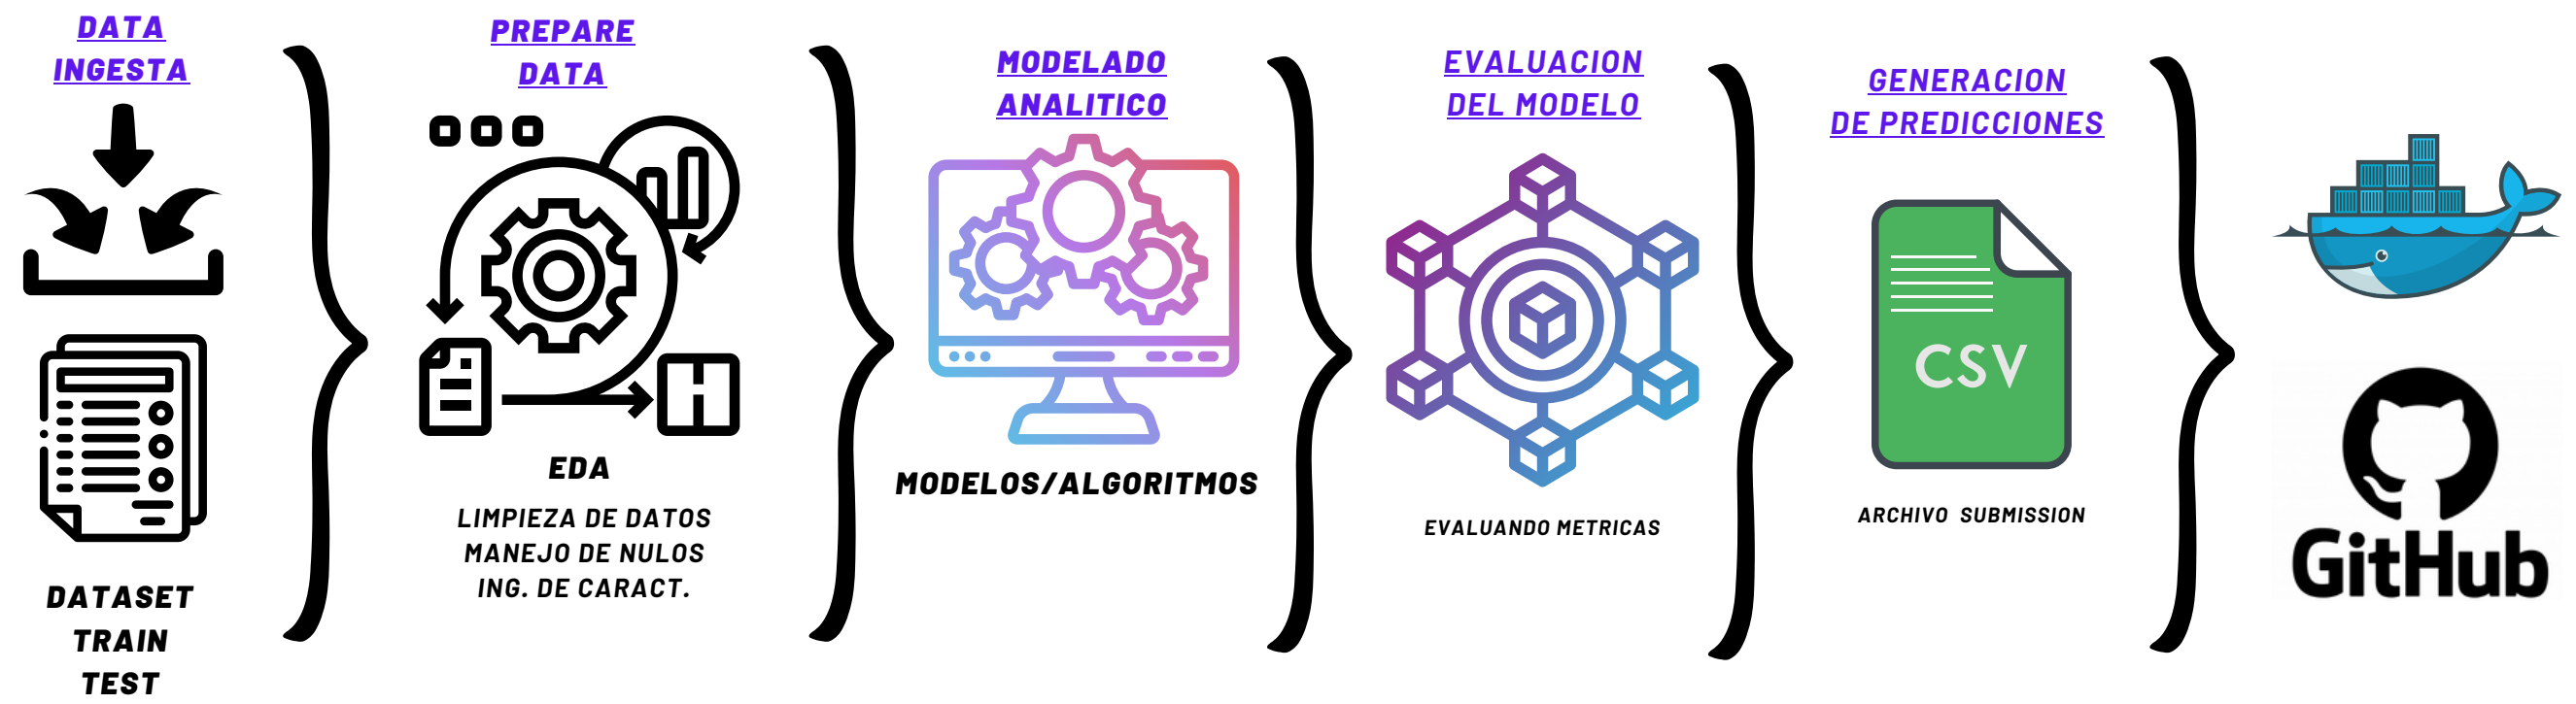 DATA
INGESTA
DATASET
TRAIN
TEST
PREPARE
DATA
EDA
LIMPIEZA DE DATOS
MANEJO DE NULOS
ING. DE CARACT.
MODELADO
ANALITICO
MODELOS/ALGORITMOS
EVALUACION
DEL MODELO
EVALUANDO METRICAS
GENERACION
DE PREDICCIONES
CSV
ARCHIVO SUBMISSION
GitHub